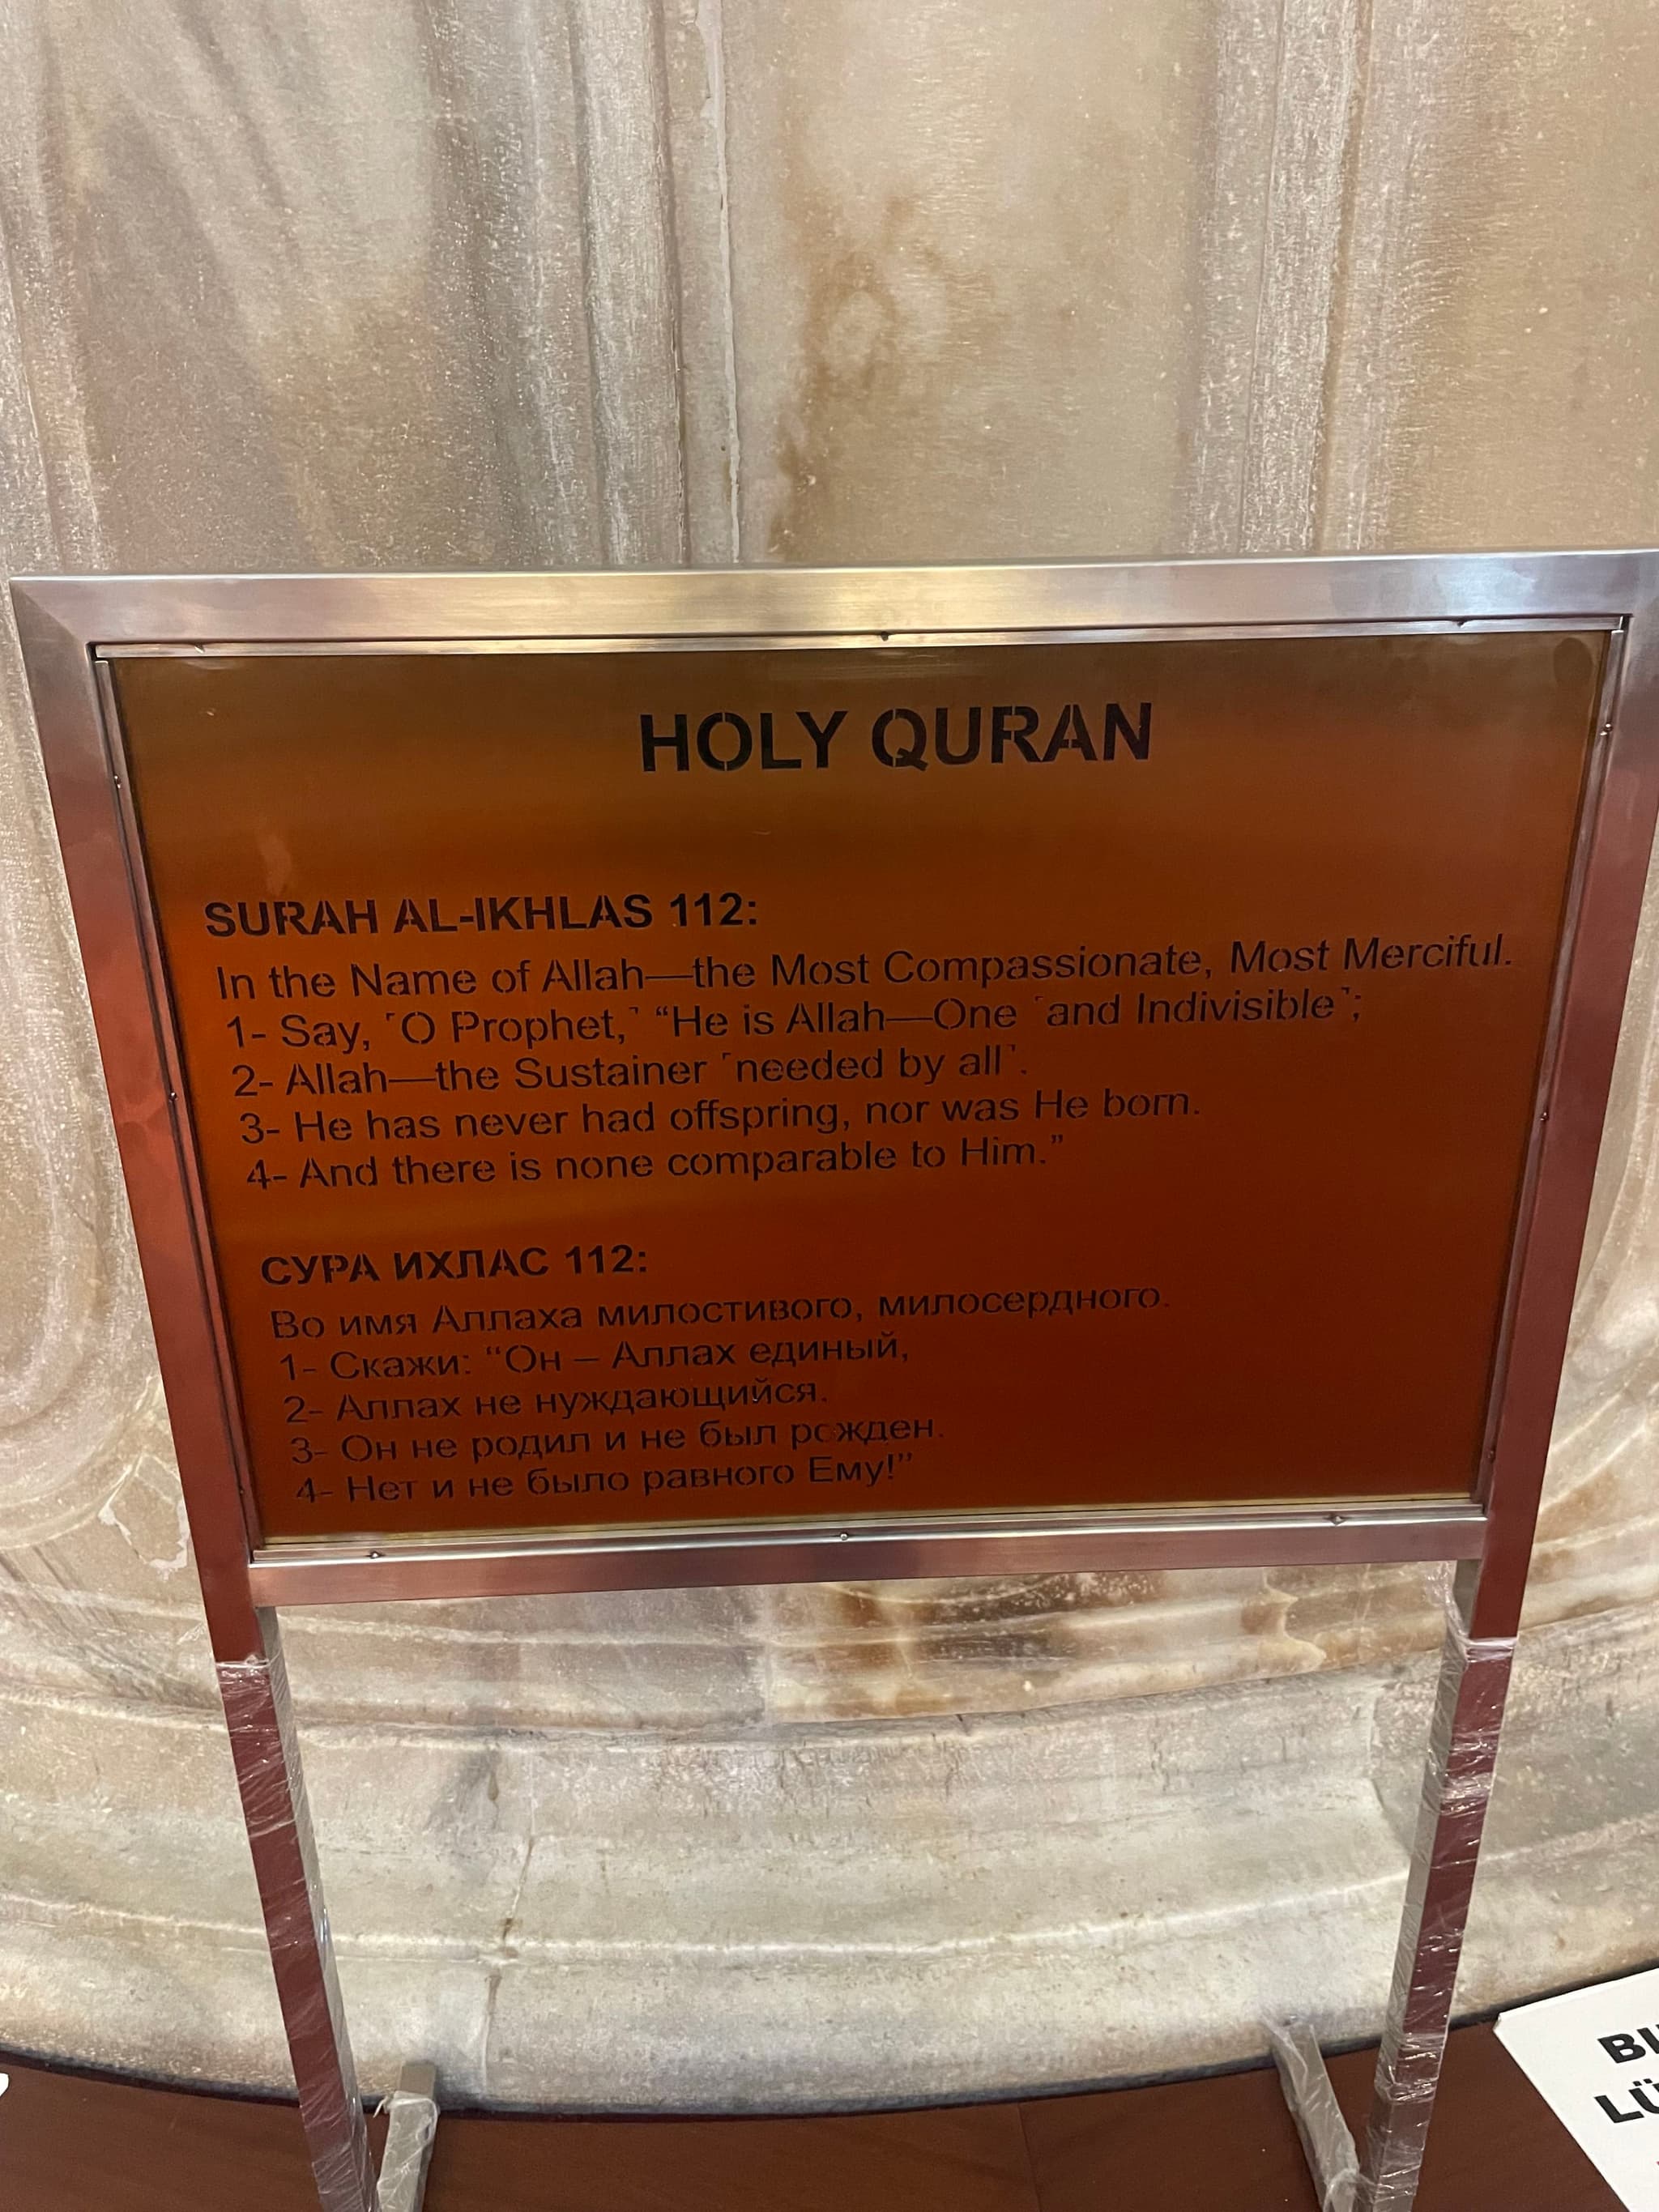 HOLY QURAN
SURAH AL-IKHLAS 112:
In the Name of Allah—the Most Compassionate, Most Merciful.
1- Say, ˹O Prophet,˺ “He is Allah—One ˹and Indivisible˺;
2- Allah—the Sustainer ˹needed by all˺.
3- He has never had offspring, nor was He born.
4- And there is none comparable to Him.”
СУРА ИХЛАС 112:
Во имя Аллаха милостивого, милосердного.
1- Скажи: “Он – Аллах единый,
2- Аллах не нуждающийся.
3- Он не родил и не был рожден.
4- Нет и не было равного Ему!”